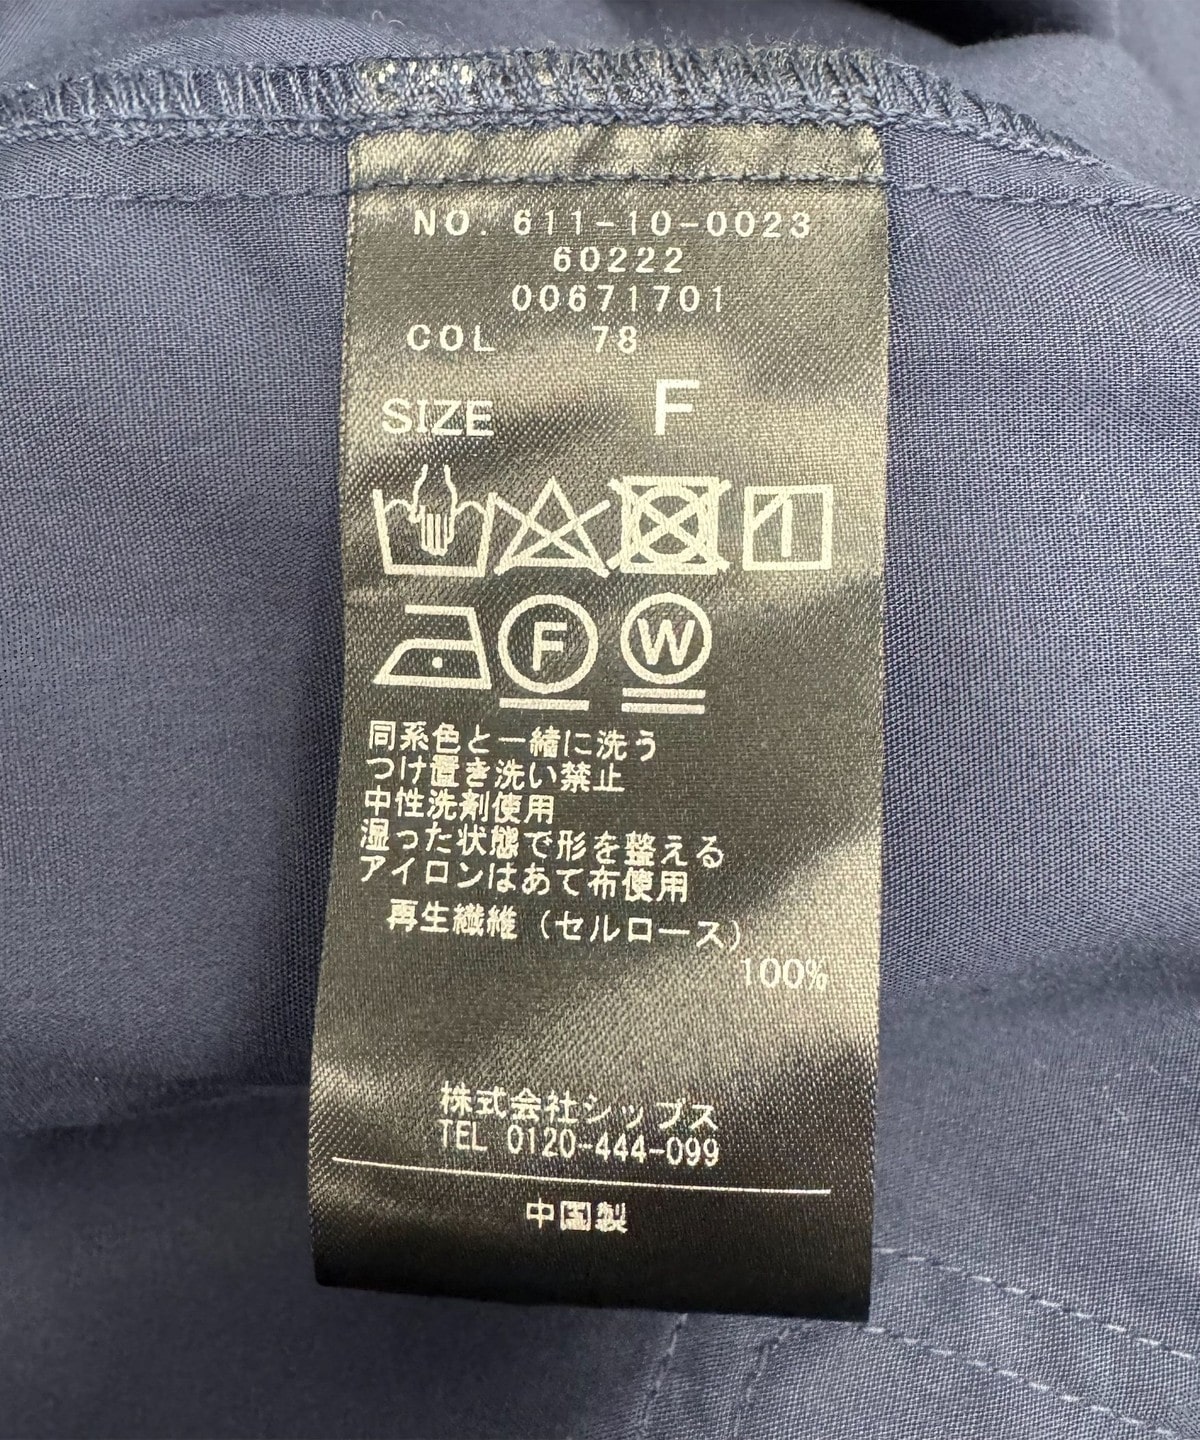 NO. 611-10-0023
60222
00671701
COL 78
SIZE F
F W
同系色と一緒に洗う
つけ置き洗い禁止
中性洗剤使用
湿った状態で形を整える
アイロンはあて布使用
再生繊維（セルロース）
100%
株式会社シップス
TEL 0120-444-099
中国製